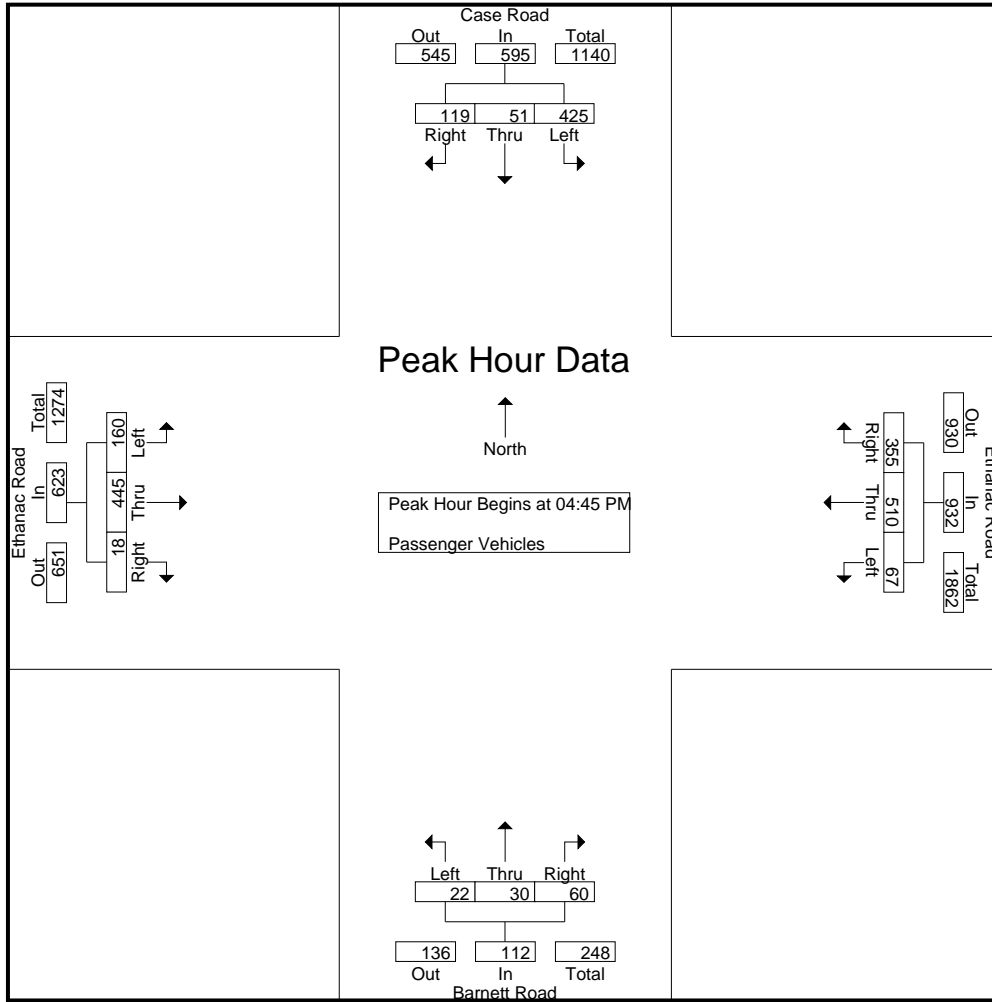 Case Road
Out In Total
545 595 1140
119 51 425
Right Thru Left
Peak Hour Data
North
Peak Hour Begins at 04:45 PM
Passenger Vehicles
Ethanac Road
Out In Total
651 623 1274
Right Thru Left
18 445 160
Ethanac Road
Out In Total
930 932 1862
Right Thru Left
355 510 67
Left Thru Right
22 30 60
136 112 248
Out In Total
Barnett Road